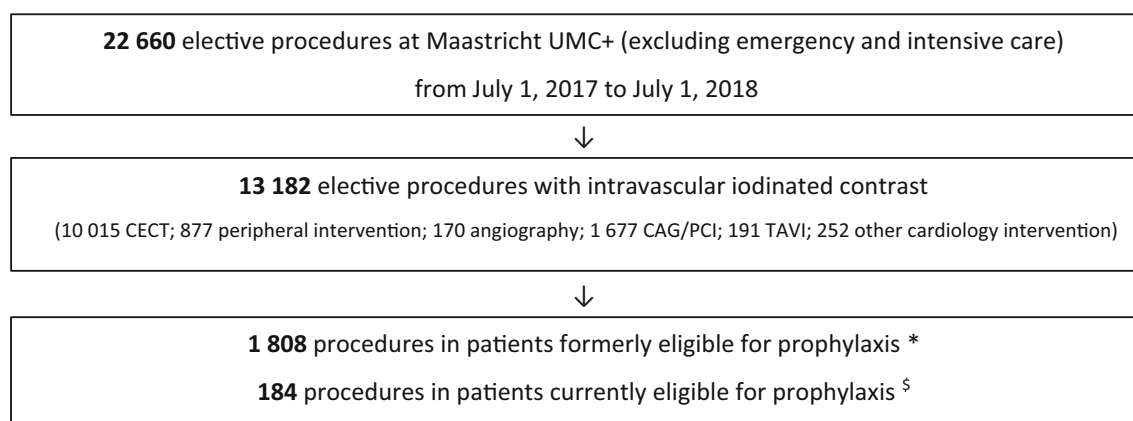 22 660 elective procedures at Maastricht UMC+ (excluding emergency and intensive care)
from July 1, 2017 to July 1, 2018
↓
13 182 elective procedures with intravascular iodinated contrast
(10 015 CECT; 877 peripheral intervention; 170 angiography; 1 677 CAG/PCI; 191 TAVI; 252 other cardiology intervention)
↓
1 808 procedures in patients formerly eligible for prophylaxis *
184 procedures in patients currently eligible for prophylaxis $